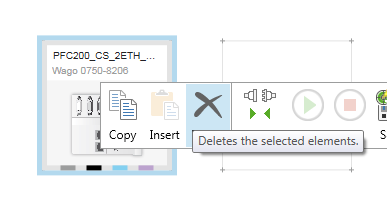 PFC200_CS_2ETH_...
Wago 0750-8206
Copy
Insert
Deletes the selected elements.